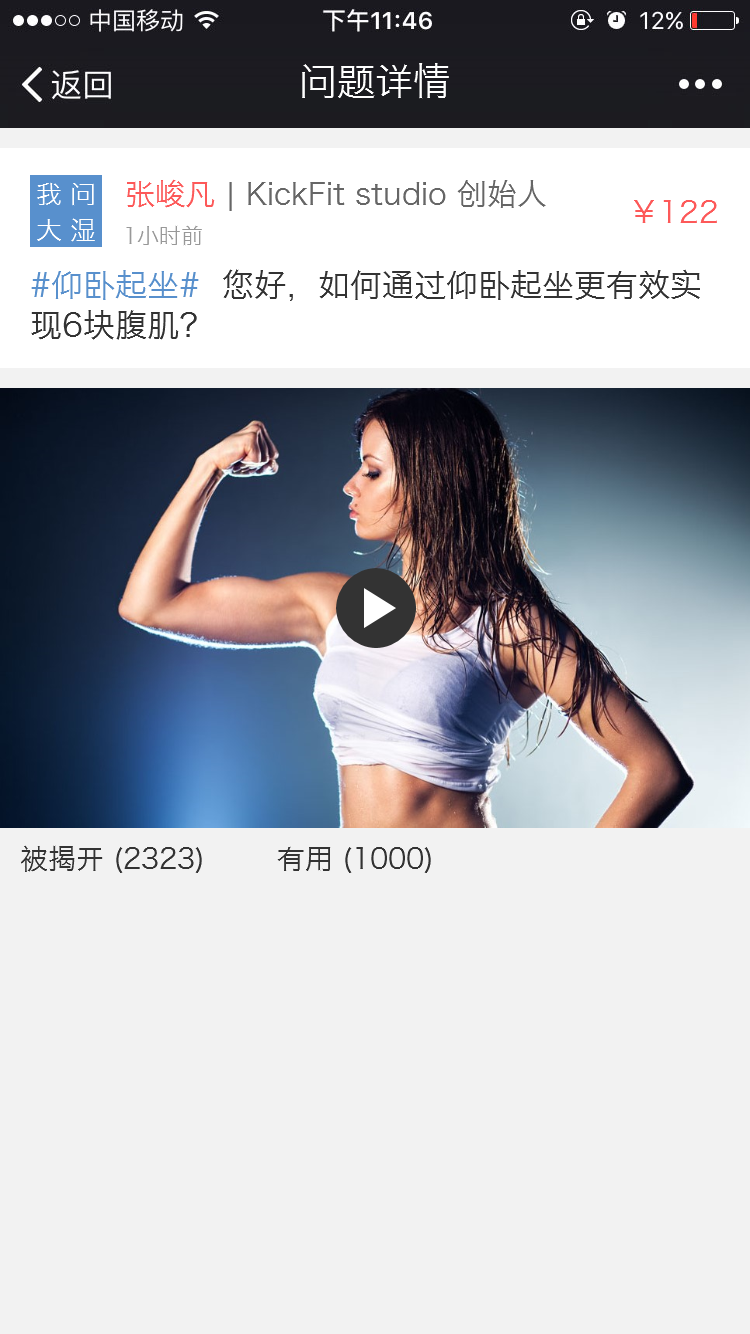 中国移动 下午11:46 12%
返回 问题详情
我问
大湿
张峻凡 | KickFit studio 创始人
¥122
1小时前
#仰卧起坐# 您好，如何通过仰卧起坐更有效实
现6块腹肌？
被揭开 (2323) 有用 (1000)